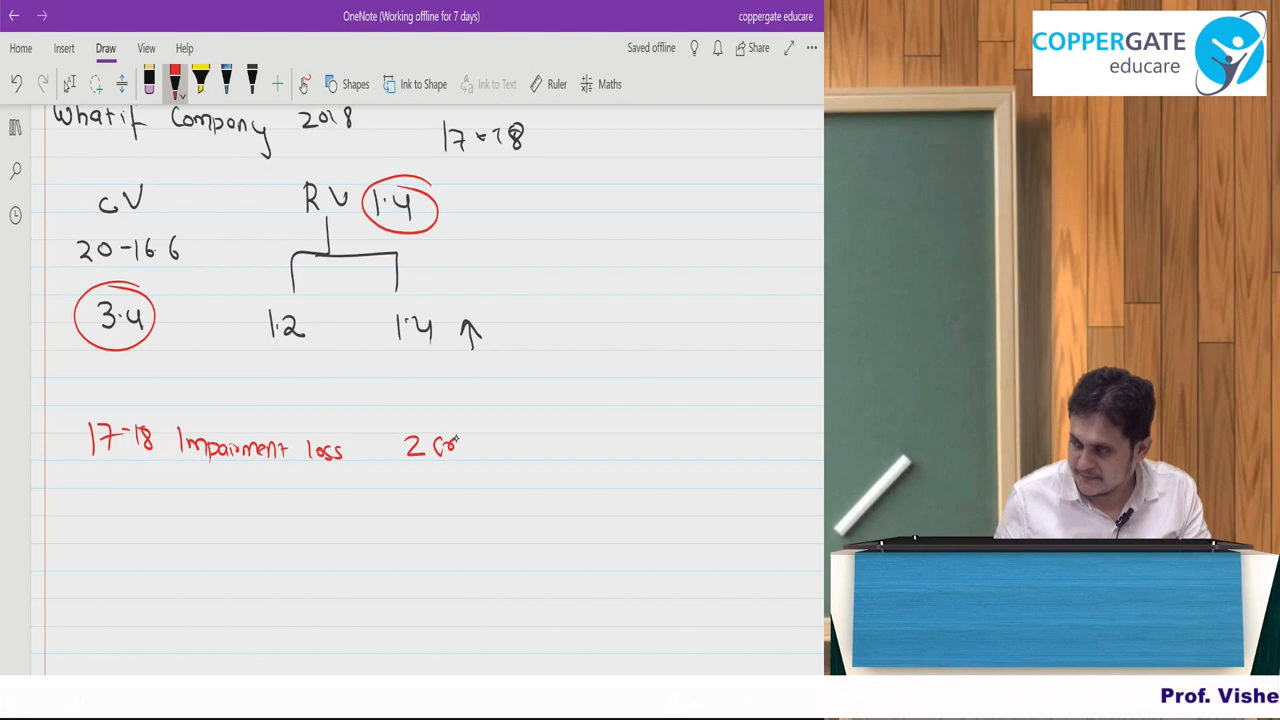 OneNote (Working offline for 7 days)
coppergate educare
Home Insert Draw View Help
Saved offline
Share
Shapes
Ink to Shape
Ink to Text
Ruler
Maths
COPPERGATE
educare
Whatif Company 2018
17-18
CV
RV 1.4
20-16.6
3.4
1.2
1.4 ↑
17-18 Impairment loss 2 Cr
Prof. Vishe